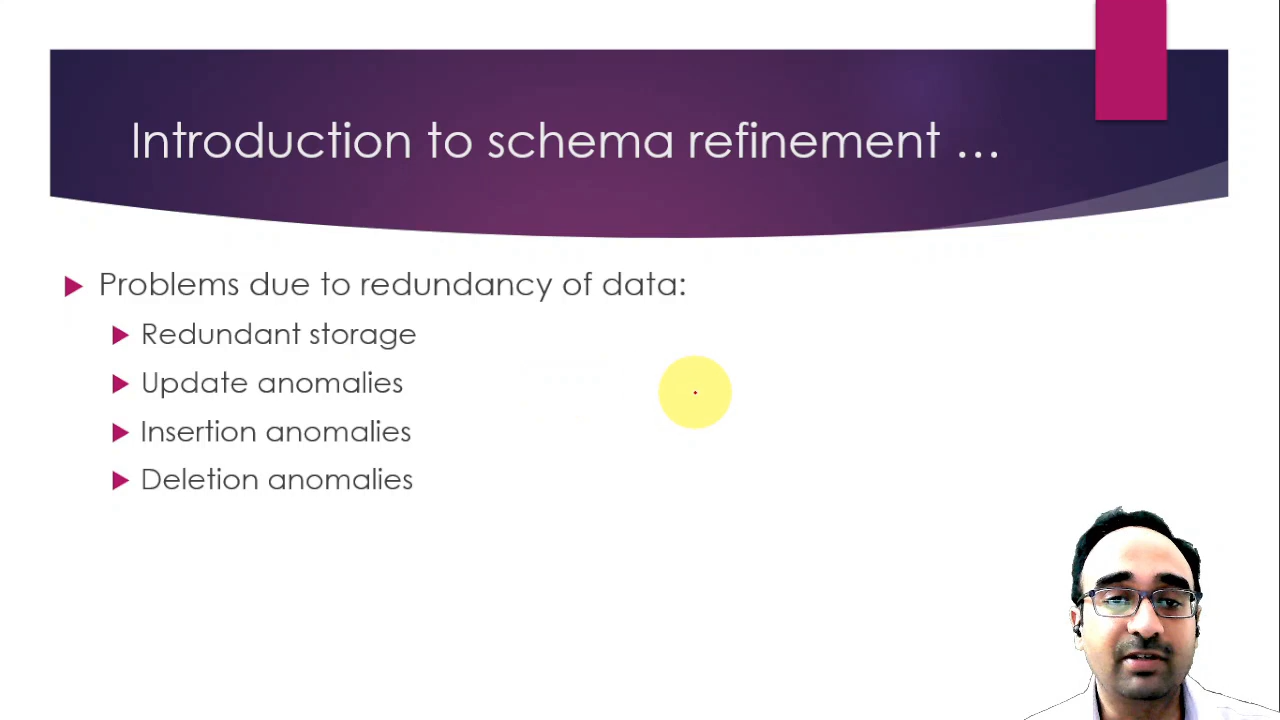 Introduction to schema refinement …
Problems due to redundancy of data:
Redundant storage
Update anomalies
Insertion anomalies
Deletion anomalies